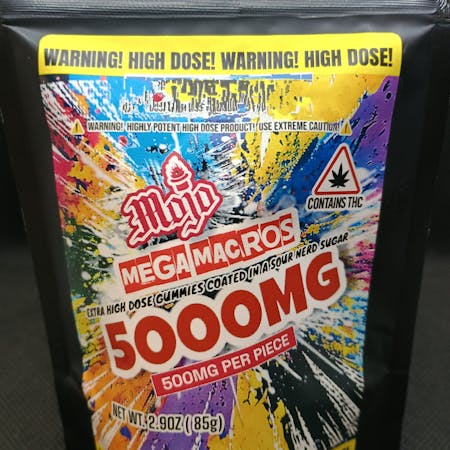 WARNING! HIGH DOSE! WARNING! HIGH DOSE!
WARNING! HIGHLY POTENT HIGH DOSE PRODUCT! USE EXTREME CAUTION!
Mojo
CONTAINS THC
MEGA MACROS
EXTRA HIGH DOSE GUMMIES COATED IN A SOUR NERD SUGAR
5000MG
500MG PER PIECE
NET WT. 2.9OZ ( 85g)